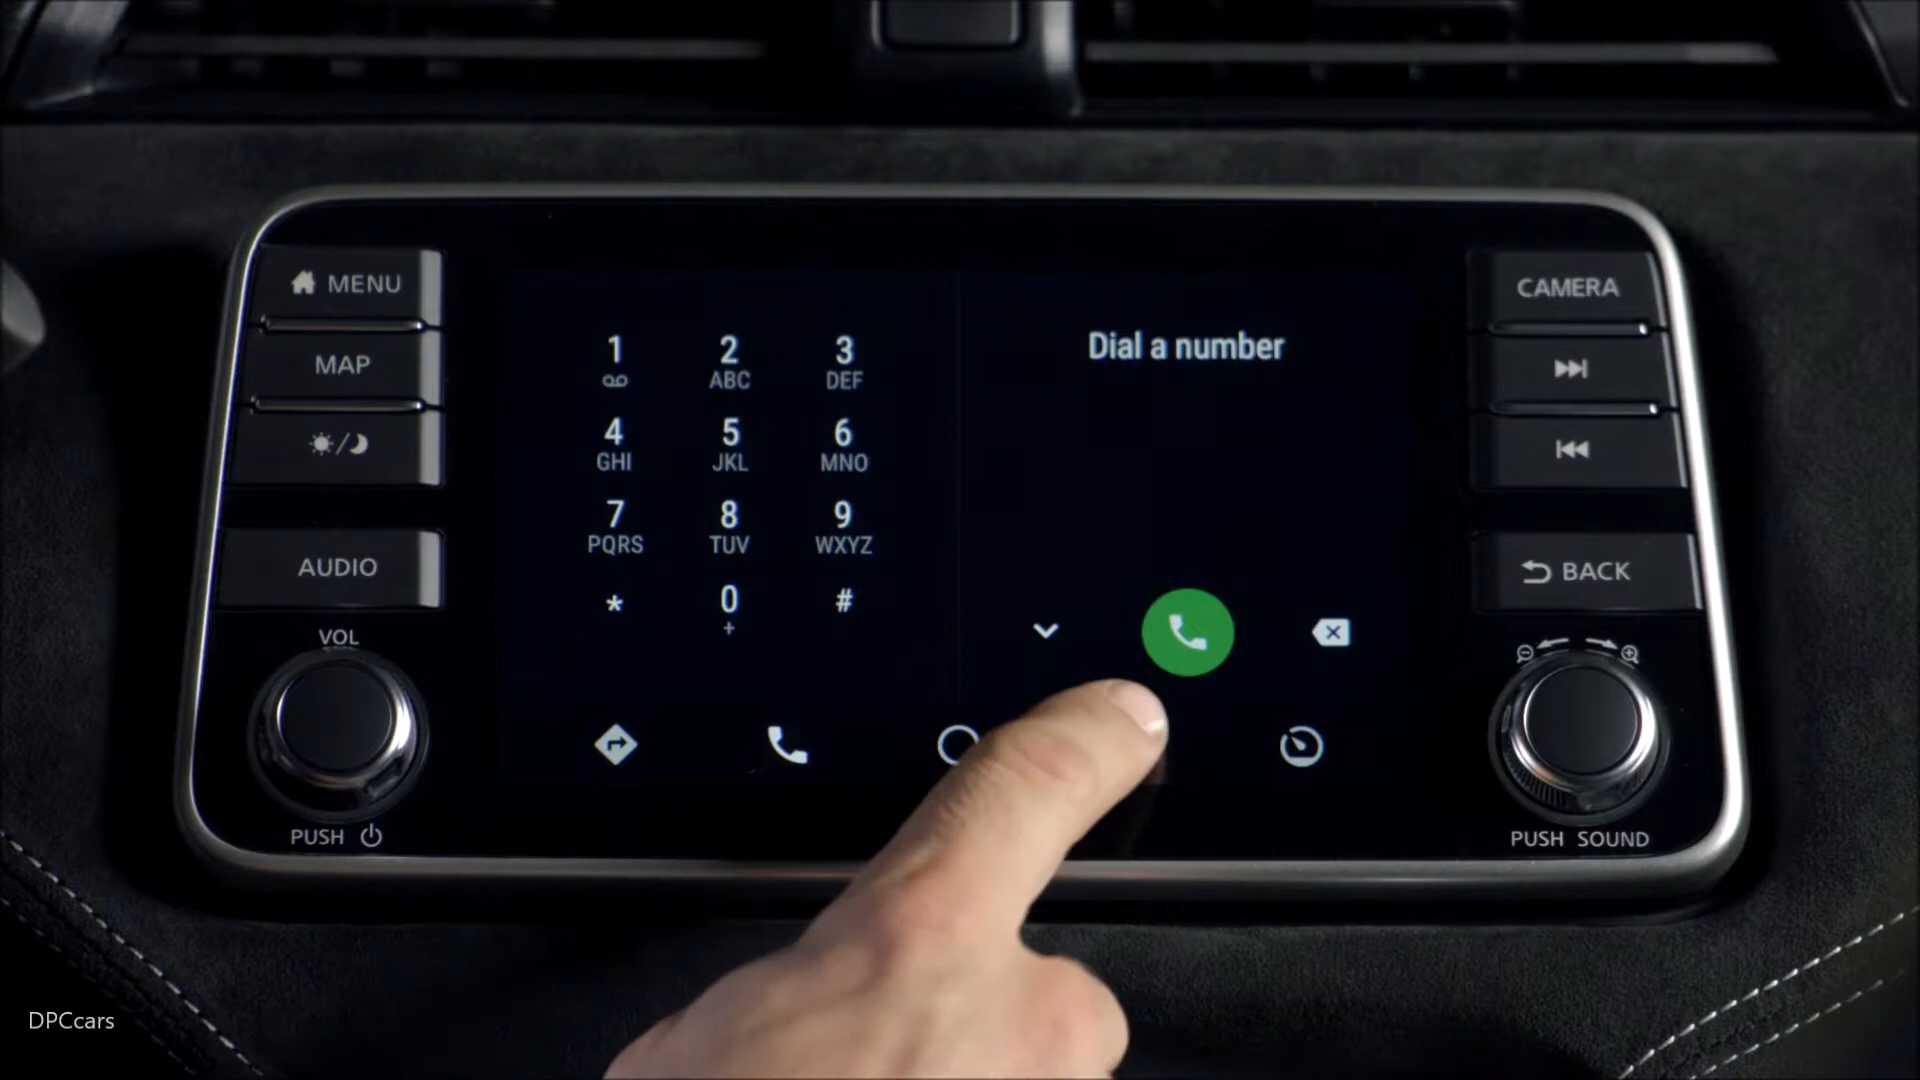 MENU
MAP
AUDIO
VOL
PUSH
1
2
ABC
3
DEF
4
GHI
5
JKL
6
MNO
7
PQRS
8
TUV
9
WXYZ
*
0
+
#
Dial a number
CAMERA
BACK
PUSH SOUND
DPCcars